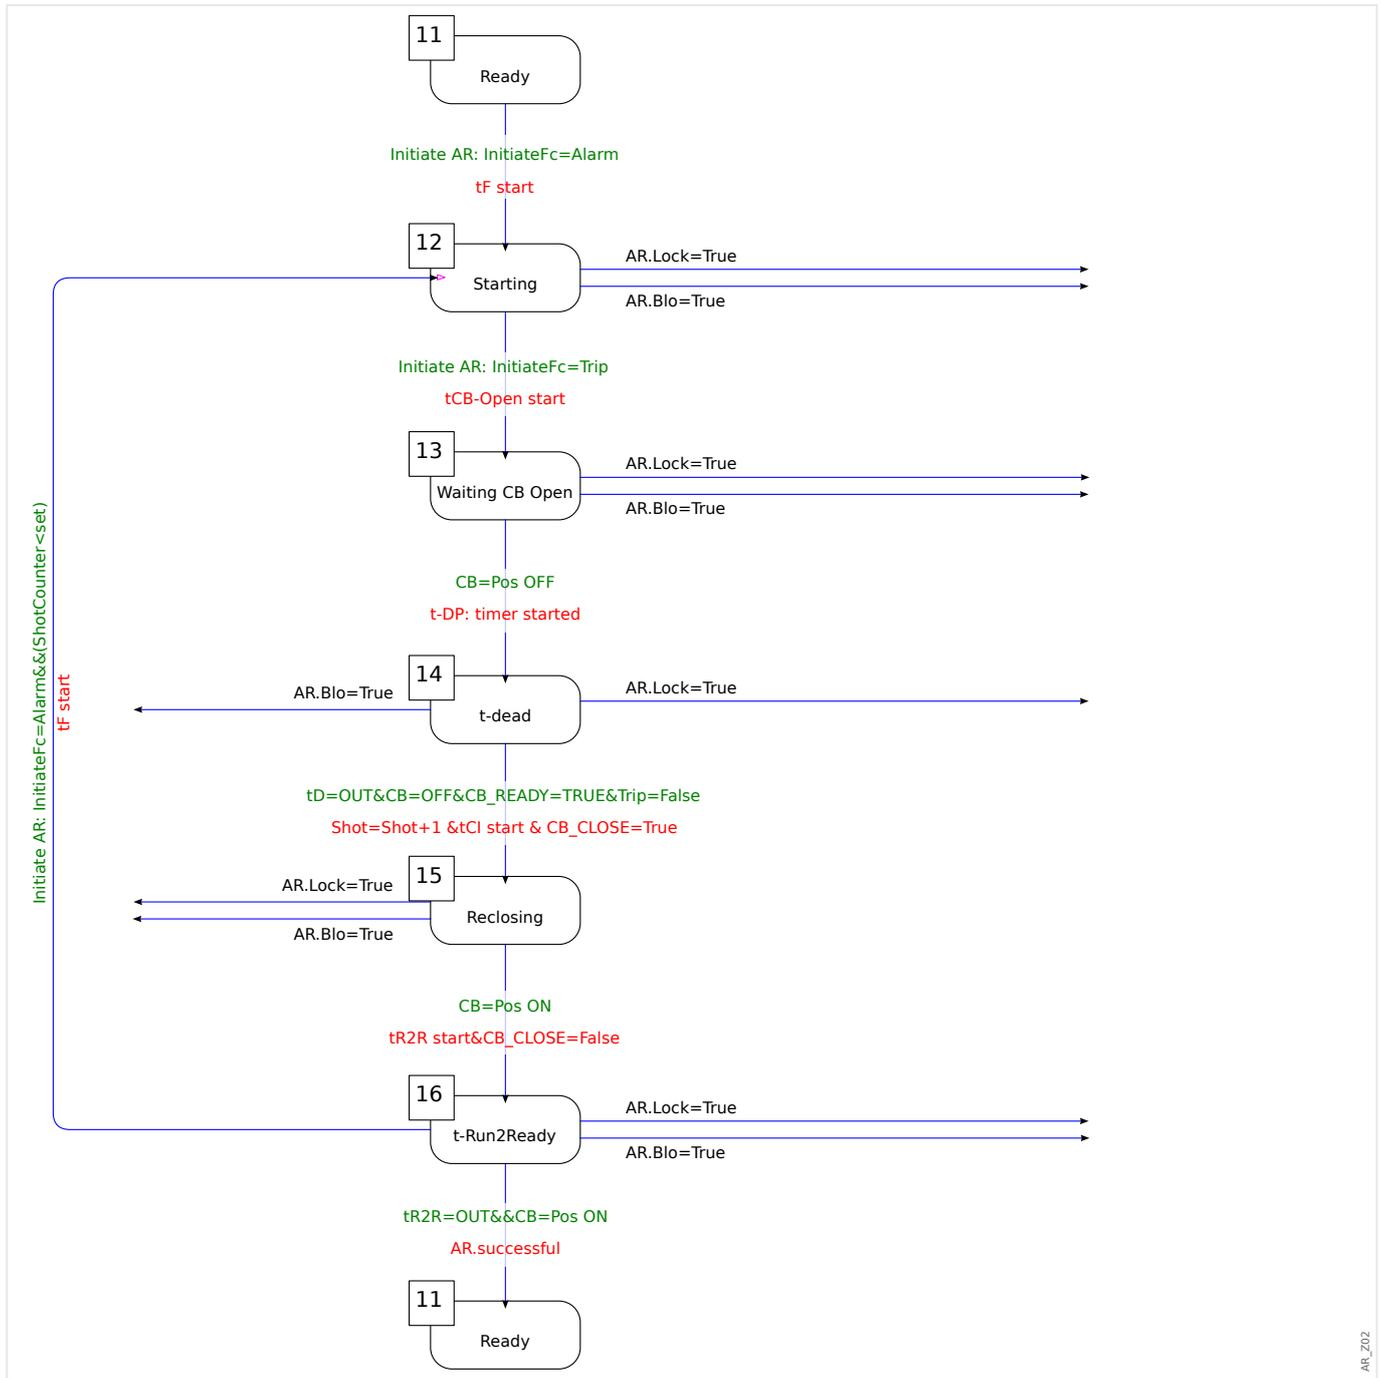 11
Ready
Initiate AR: InitiateFc=Alarm
tF start
12
Starting
AR.Lock=True
AR.Blo=True
Initiate AR: InitiateFc=Trip
tCB-Open start
13
Waiting CB Open
AR.Lock=True
AR.Blo=True
CB=Pos OFF
t-DP: timer started
Initiate AR: InitiateFc=Alarm&&(ShotCounter<set)
tF start
14
t-dead
AR.Blo=True
AR.Lock=True
tD=OUT&CB=OFF&CB_READY=TRUE&Trip=False
Shot=Shot+1 &tCl start & CB_CLOSE=True
15
Reclosing
AR.Lock=True
AR.Blo=True
CB=Pos ON
tR2R start&CB_CLOSE=False
16
t-Run2Ready
AR.Lock=True
AR.Blo=True
tR2R=OUT&&CB=Pos ON
AR.successful
11
Ready
AR_Z02